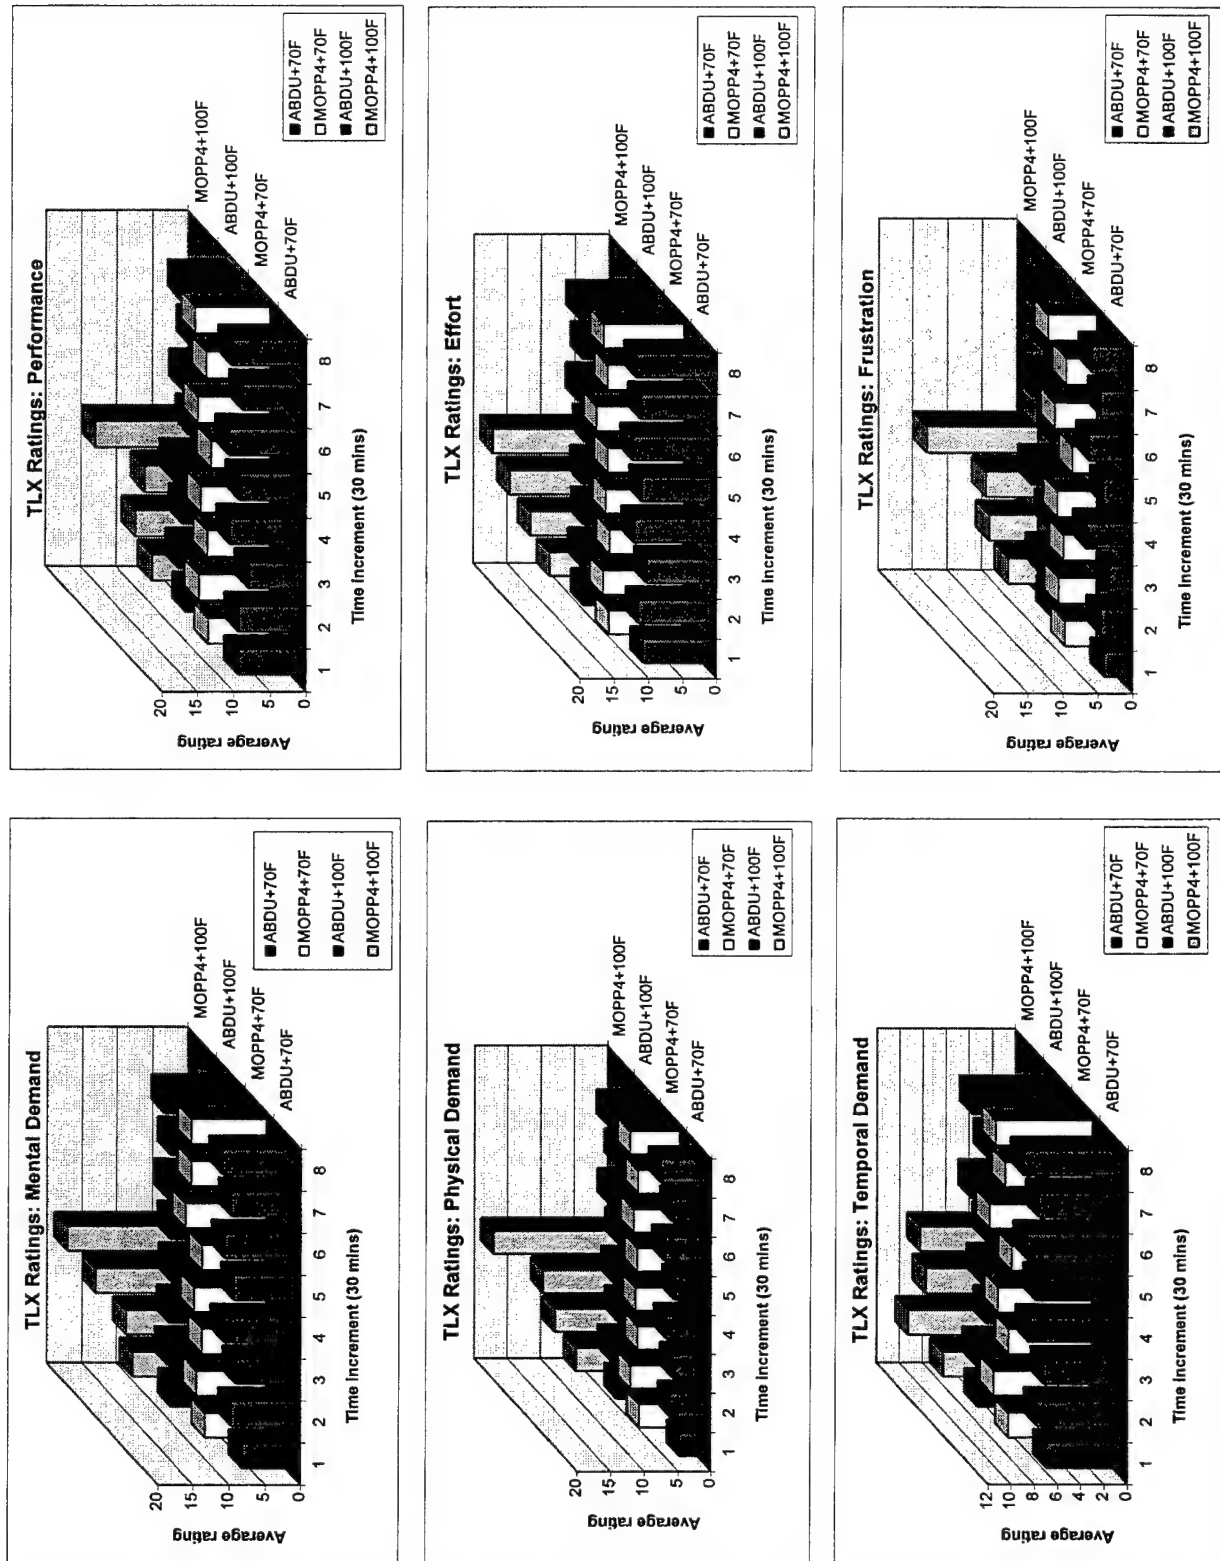 TLX Ratings: Mental Demand
20
15
10
5
0
Average rating
1
2
3
4
5
6
7
8
Time Increment (30 mins)
MOPP4+100F
ABDU+100F
MOPP4+70F
ABDU+70F
ABDU+70F
MOPP4+70F
ABDU+100F
MOPP4+100F
TLX Ratings: Performance
20
15
10
5
0
Average rating
1
2
3
4
5
6
7
8
Time Increment (30 mins)
MOPP4+100F
ABDU+100F
MOPP4+70F
ABDU+70F
ABDU+70F
MOPP4+70F
ABDU+100F
MOPP4+100F
TLX Ratings: Physical Demand
20
15
10
5
0
Average rating
1
2
3
4
5
6
7
8
Time Increment (30 mins)
MOPP4+100F
ABDU+100F
MOPP4+70F
ABDU+70F
ABDU+70F
MOPP4+70F
ABDU+100F
MOPP4+100F
TLX Ratings: Effort
20
15
10
5
0
Average rating
1
2
3
4
5
6
7
8
Time Increment (30 mins)
MOPP4+100F
ABDU+100F
MOPP4+70F
ABDU+70F
ABDU+70F
MOPP4+70F
ABDU+100F
MOPP4+100F
TLX Ratings: Temporal Demand
12
10
8
6
4
2
0
Average rating
1
2
3
4
5
6
7
8
Time Increment (30 mins)
MOPP4+100F
ABDU+100F
MOPP4+70F
ABDU+70F
ABDU+70F
MOPP4+70F
ABDU+100F
MOPP4+100F
TLX Ratings: Frustration
20
15
10
5
0
Average rating
1
2
3
4
5
6
7
8
Time Increment (30 mins)
MOPP4+100F
ABDU+100F
MOPP4+70F
ABDU+70F
ABDU+70F
MOPP4+70F
ABDU+100F
MOPP4+100F